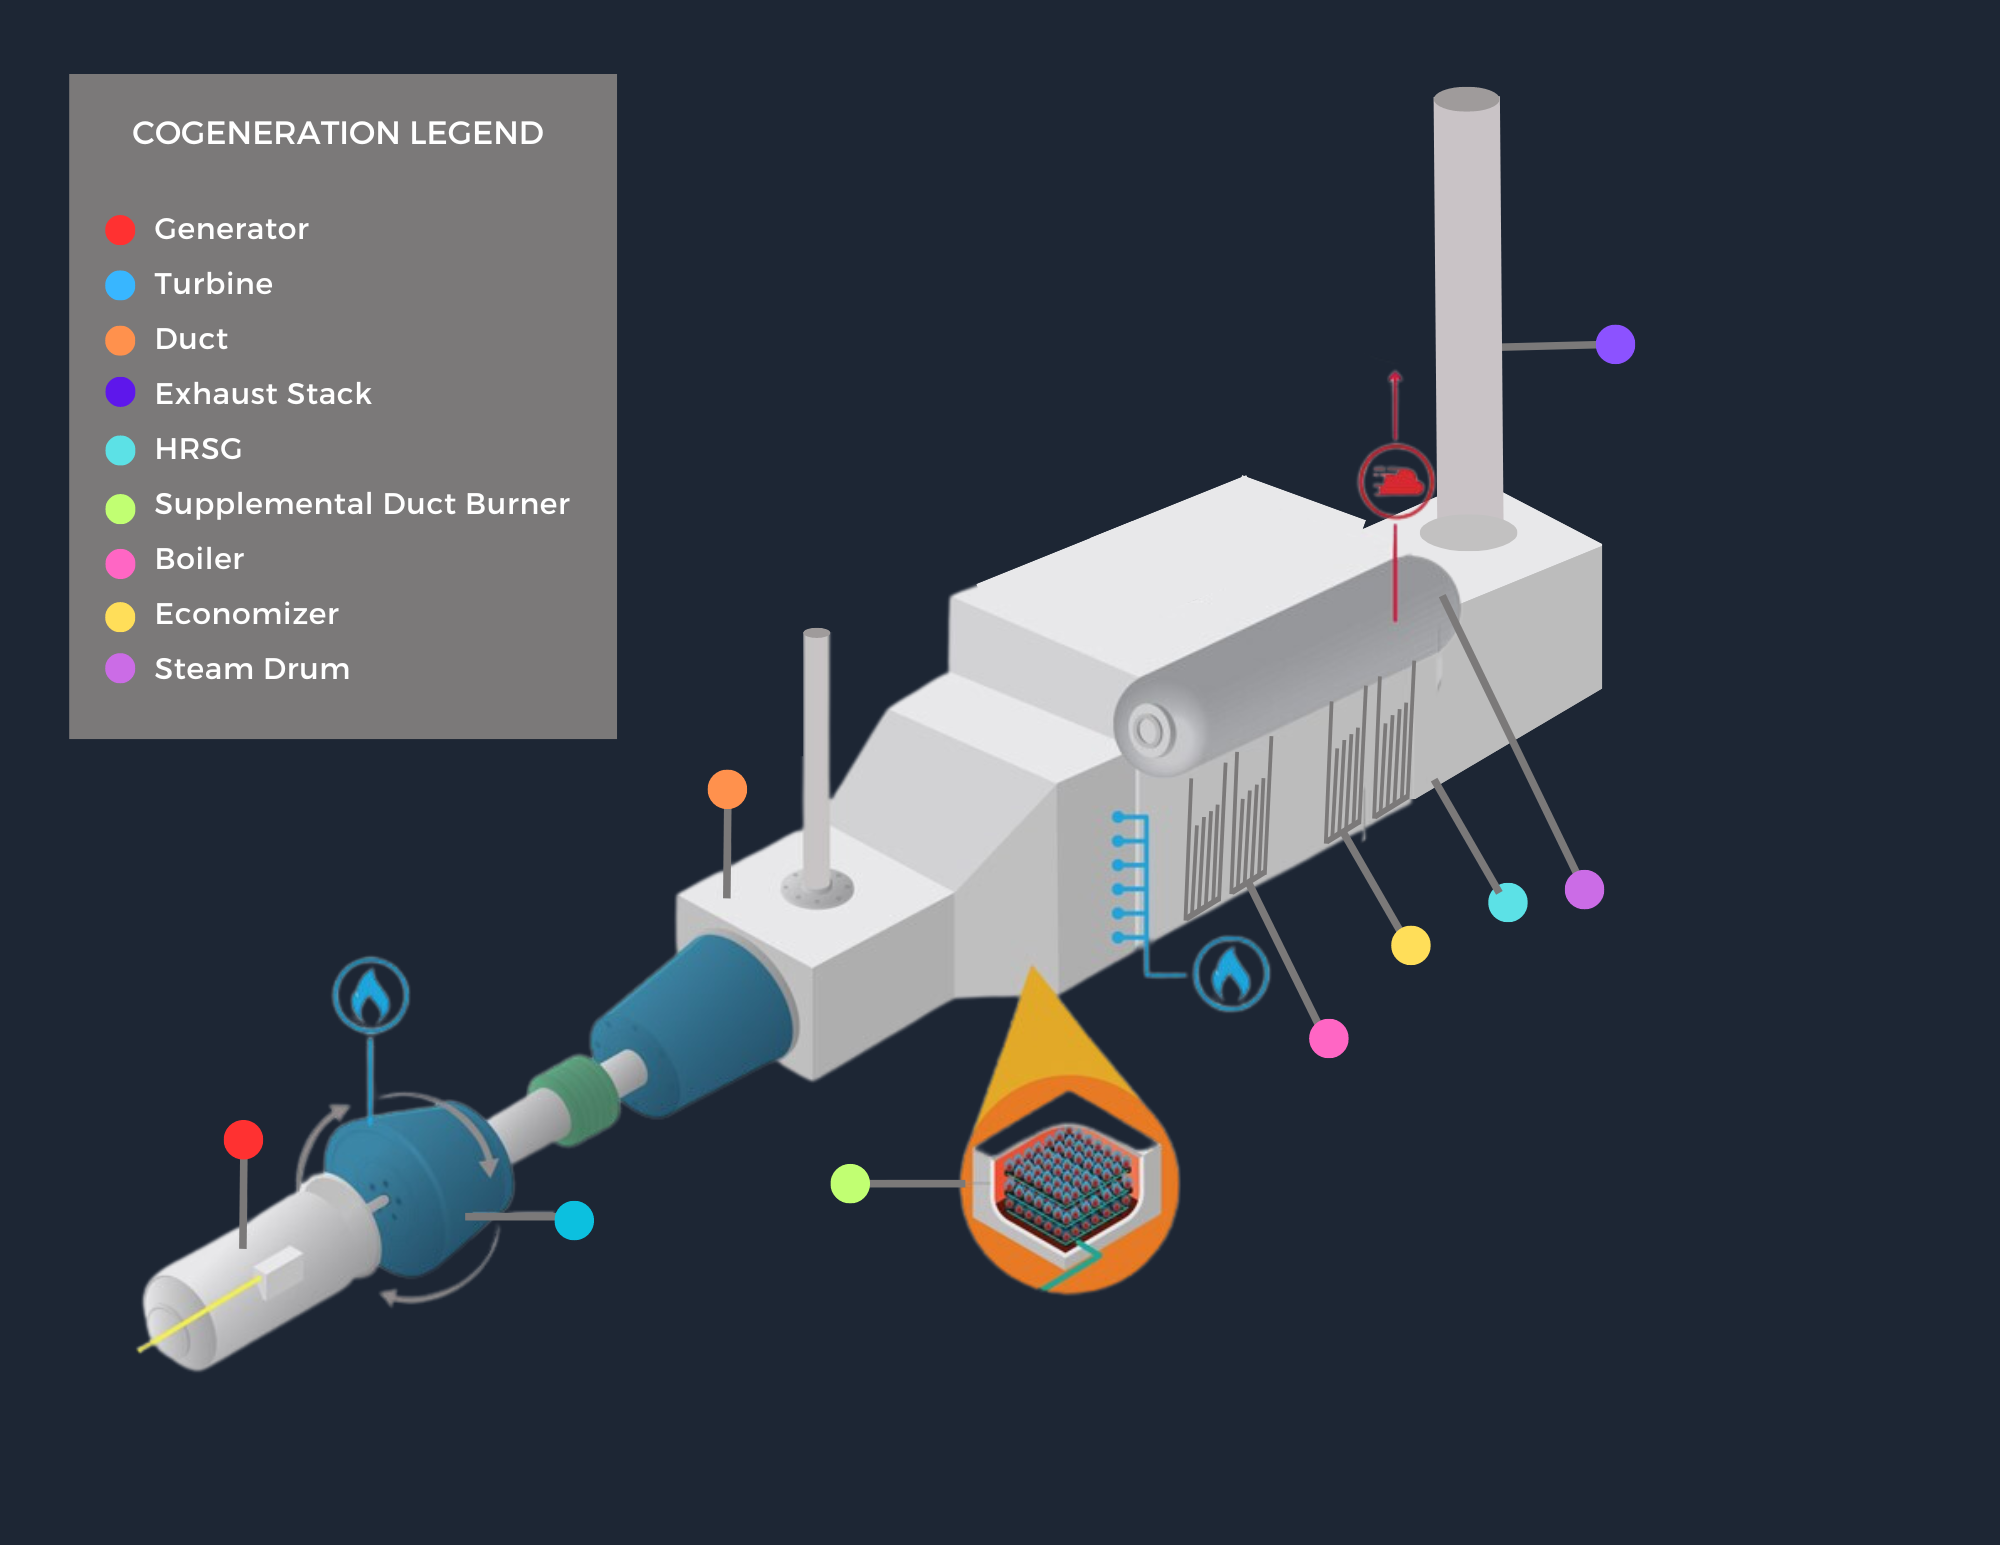 COGENERATION LEGEND
Generator
Turbine
Duct
Exhaust Stack
HRSG
Supplemental Duct Burner
Boiler
Economizer
Steam Drum